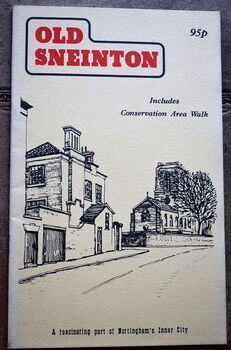 OLD
SNEINTON
95p
Includes
Conservation Area Walk
A fascinating part of Nottingham's Inner City